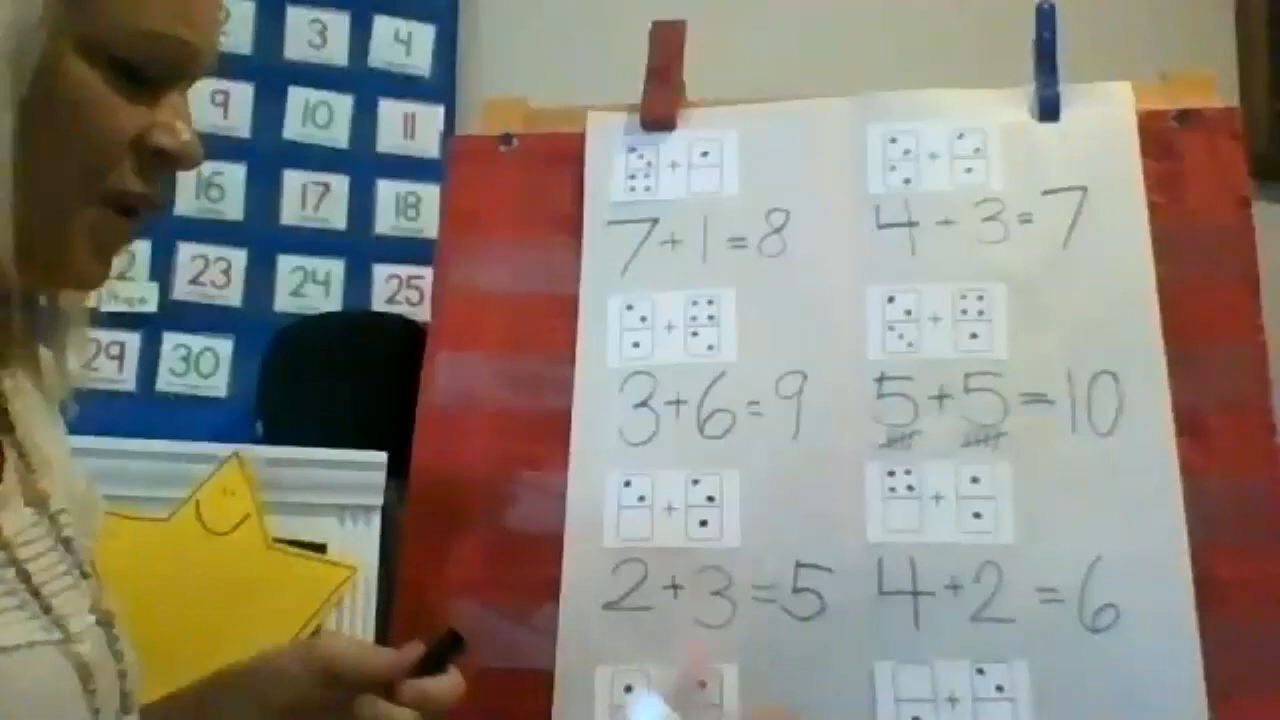 2 3 4
9 10 11
16 17 18
23 24 25
29 30
+ +
7+1=8 4+3=7
+ +
3+6=9 5+5=10
+ +
2+3=5 4+2=6
+